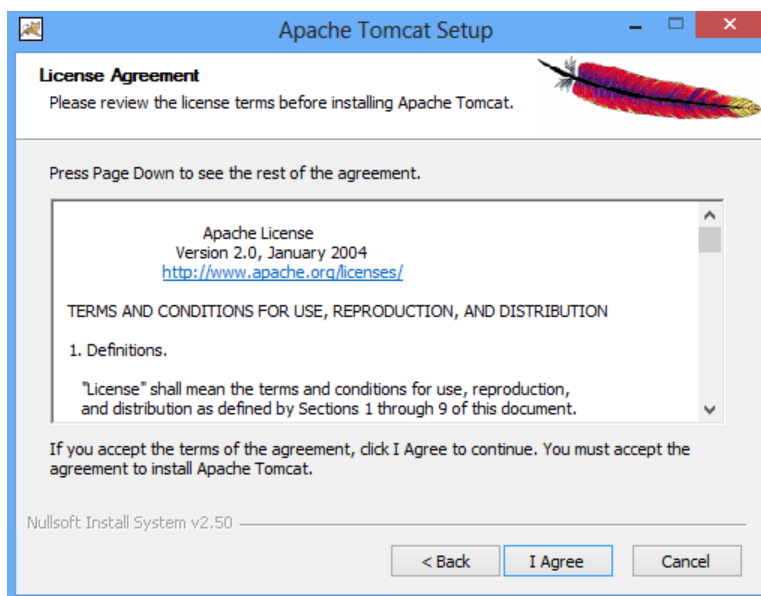 Apache Tomcat Setup
License Agreement
Please review the license terms before installing Apache Tomcat.
Press Page Down to see the rest of the agreement.
Apache License
Version 2.0, January 2004
http://www.apache.org/licenses/
TERMS AND CONDITIONS FOR USE, REPRODUCTION, AND DISTRIBUTION
1. Definitions.
"License" shall mean the terms and conditions for use, reproduction,
and distribution as defined by Sections 1 through 9 of this document.
If you accept the terms of the agreement, click I Agree to continue. You must accept the
agreement to install Apache Tomcat.
Nullsoft Install System v2.50
< Back I Agree Cancel